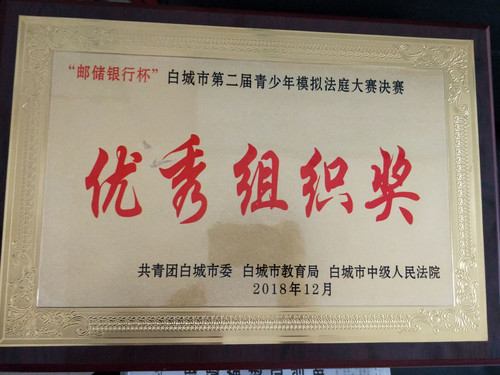 “邮储银行杯”白城市第二届青少年模拟法庭大赛决赛
优秀组织奖
共青团白城市委 白城市教育局 白城市中级人民法院
2018年12月